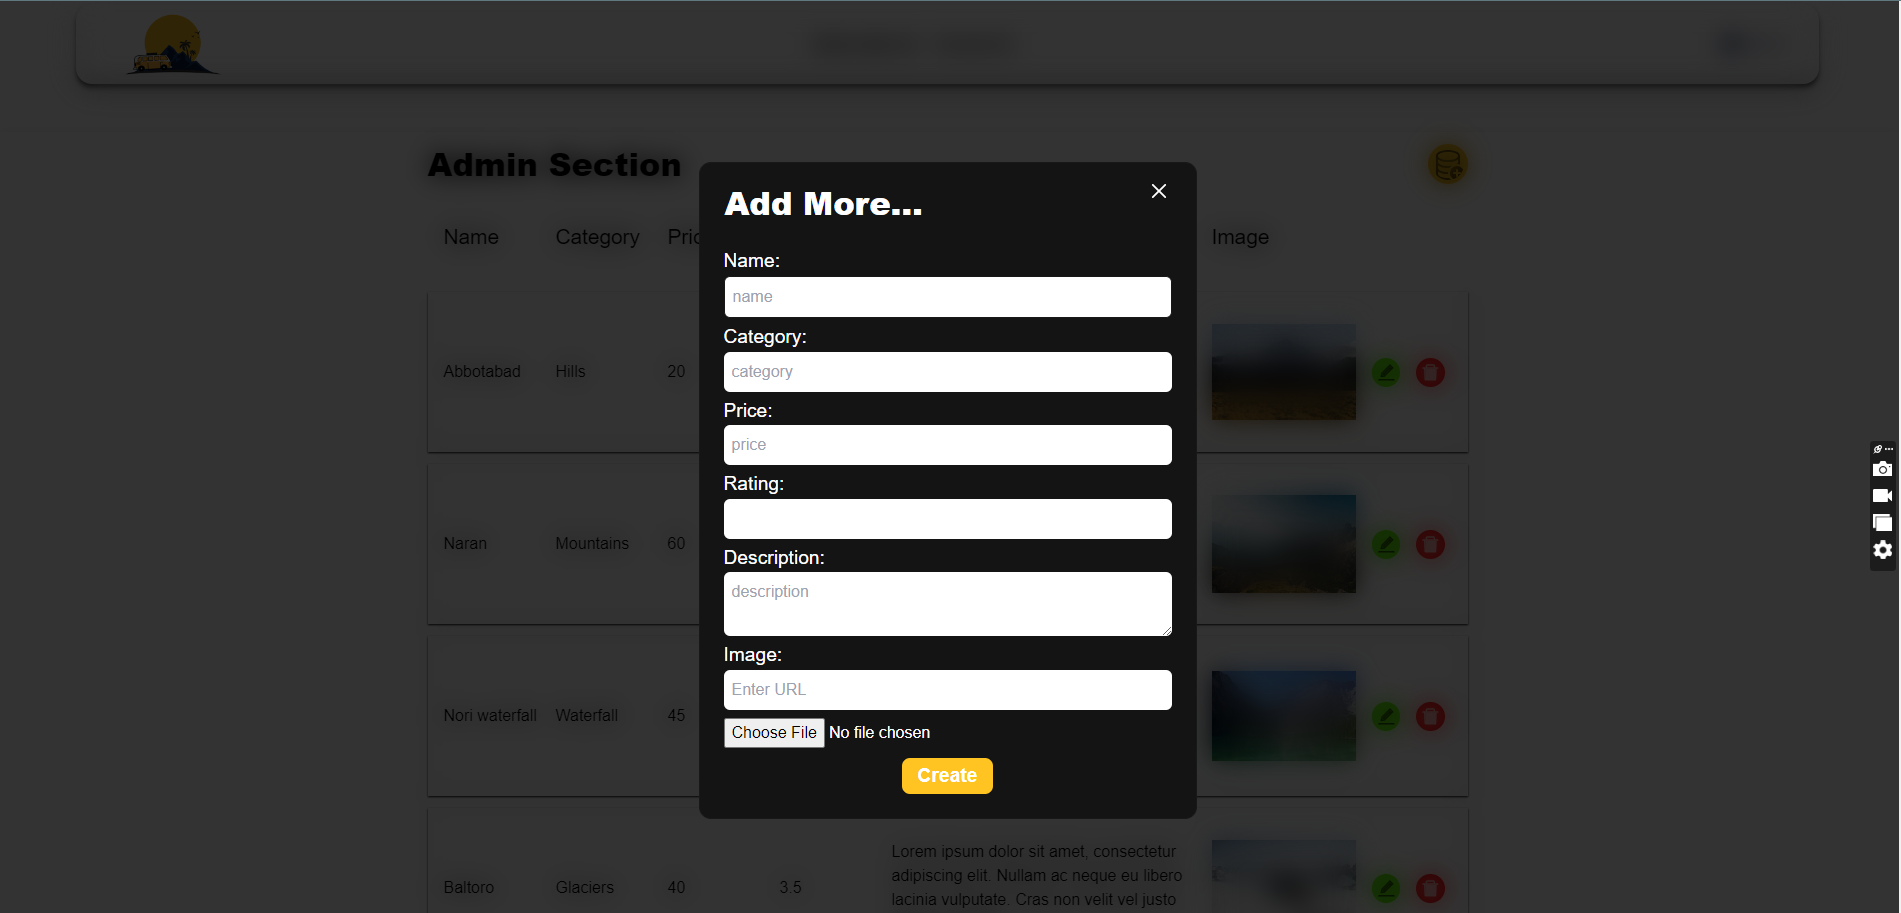 Admin Section
Add More...
Name Category Image
Name:
name
Category:
category
Price:
price
Rating:
Description:
description
Image:
Enter URL
Choose File No file chosen
Create
Abbotabad Hills 20
Naran Mountains 60
Nori waterfall Waterfall 45
Baltoro Glaciers 40 3.5
Lorem ipsum dolor sit amet, consectetur
adipiscing elit. Nullam ac neque eu libero
lacinia vulputate. Cras non velit vel justo